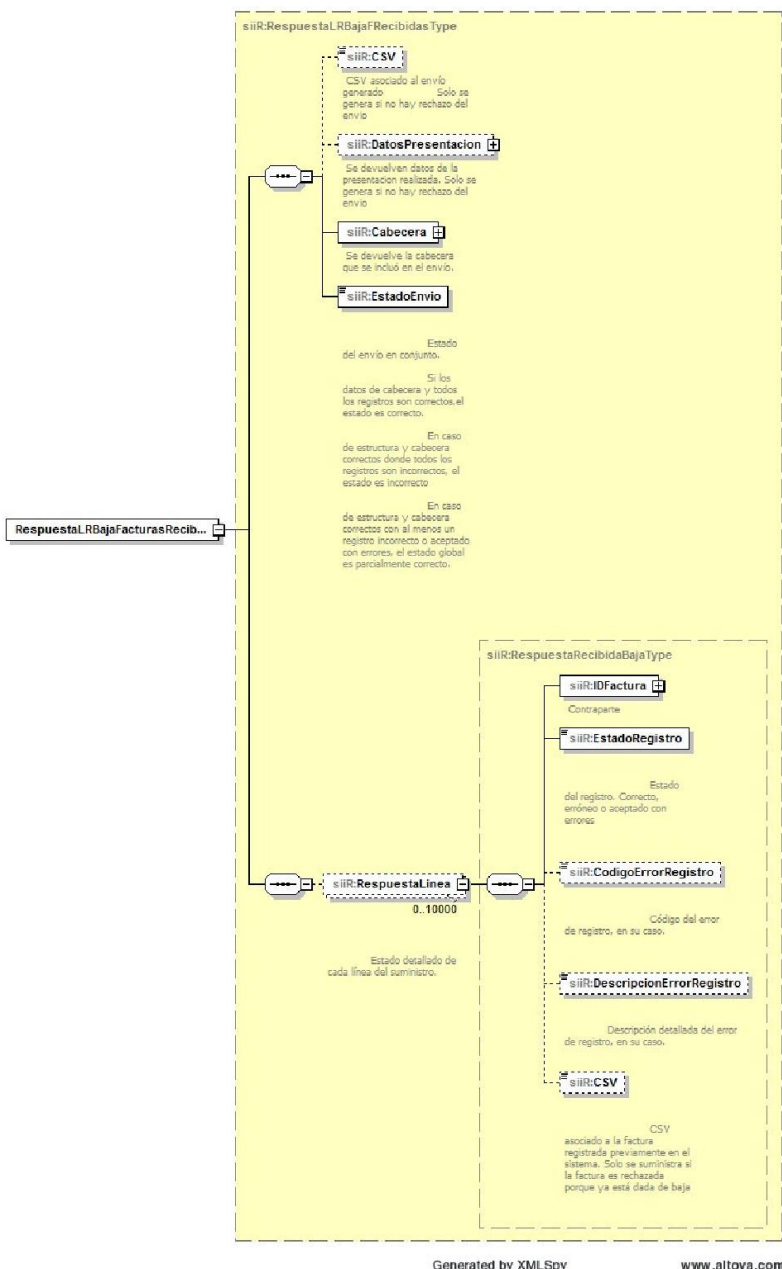 siiR:RespuestaLRBajaFRecibidasType
siiR:CSV
CSV asociado al envío
generado Solo se
genera si no hay rechazo del
envio
siiR:DatosPresentacion
Se devuelven datos de la
presentacion realizada. Solo se
genera si no hay rechazo del
envio
siiR:Cabecera
Se devuelve la cabecera
que se incluó en el envío.
siiR:EstadoEnvio
Estado
del envío en conjunto.
Si los
datos de cabecera y todos
los registros son correctos,el
estado es correcto.
En caso
de estructura y cabecera
correctos donde todos los
registros son incorrectos, el
estado es incorrecto
En caso
de estructura y cabecera
correctos con al menos un
registro incorrecto o aceptado
con errores, el estado global
es parcialmente correcto.
RespuestaLRBajaFacturasRecib...
siiR:RespuestaRecibidaBajaType
siiR:IDFactura
Contraparte
siiR:EstadoRegistro
Estado
del registro. Correcto,
erróneo o aceptado con
errores
siiR:CodigoErrorRegistro
Código del error
de registro, en su caso.
siiR:RespuestaLinea
0..10000
Estado detallado de
cada línea del suministro.
siiR:DescripcionErrorRegistro
Descripción detallada del error
de registro, en su caso.
siiR:CSV
CSV
asociado a la factura
registrada previamente en el
sistema. Solo se suministra si
la factura es rechazada
porque ya está dada de baja
Generated by XMLSpy www.altova.com